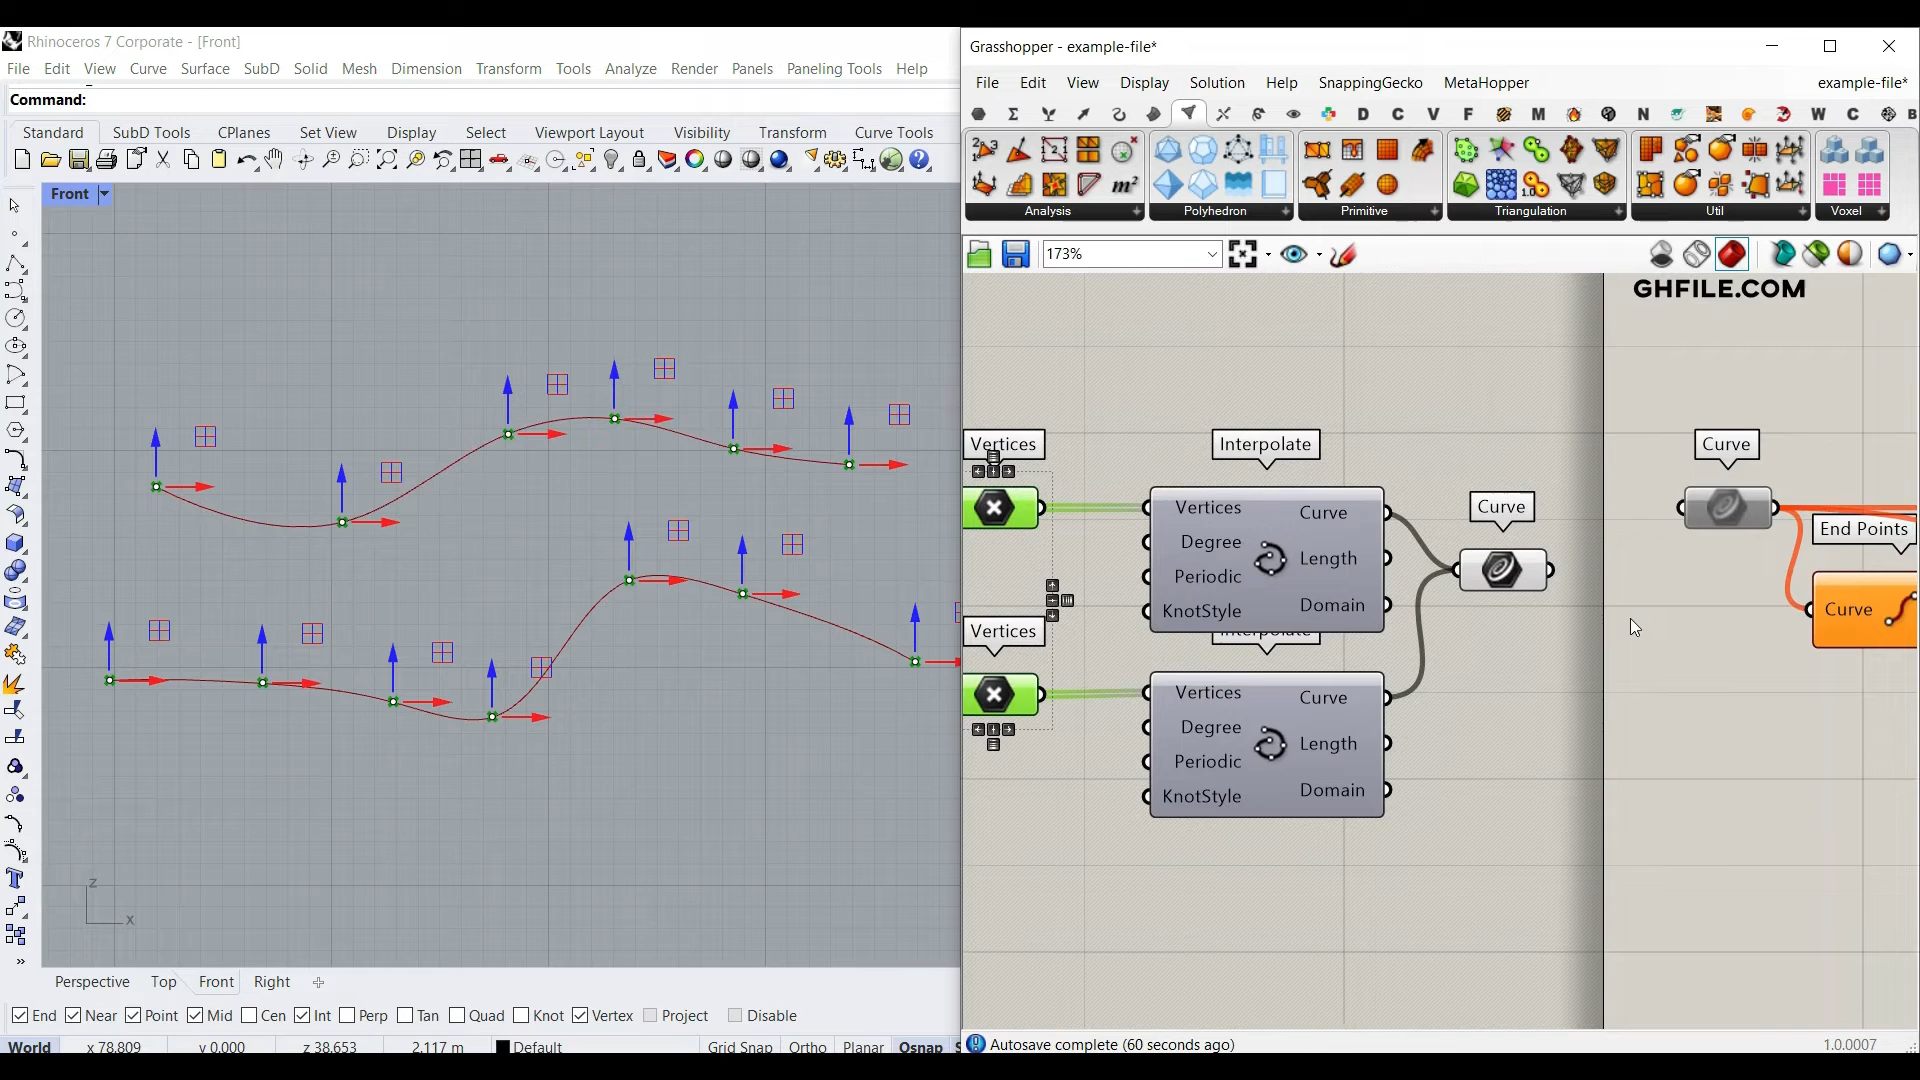 Rhinoceros 7 Corporate - [Front]
File Edit View Curve Surface SubD Solid Mesh Dimension Transform Tools Analyze Render Panels Paneling Tools Help
Command:
Standard SubD Tools CPlanes Set View Display Select Viewport Layout Visibility Transform Curve Tools
Front
z
x
Perspective Top Front Right
End Near Point Mid Cen Int Perp Tan Quad Knot Vertex Project Disable
World x 78.809 y 0.000 z 38.653 2.117 m Default Grid Snap Ortho Planar Osnap S
Grasshopper - example-file*
File Edit View Display Solution Help SnappingGecko MetaHopper example-file*
D C V F M N W C B
Analysis Polyhedron Primitive Triangulation Util Voxel
173%
GHFILE.COM
Vertices
Interpolate
Curve
Curve
Vertices
Degree
Periodic
KnotStyle
Curve
Length
Domain
End Points
Curve
Vertices
Interpolate
Vertices
Degree
Periodic
KnotStyle
Curve
Length
Domain
Autosave complete (60 seconds ago) 1.0.0007